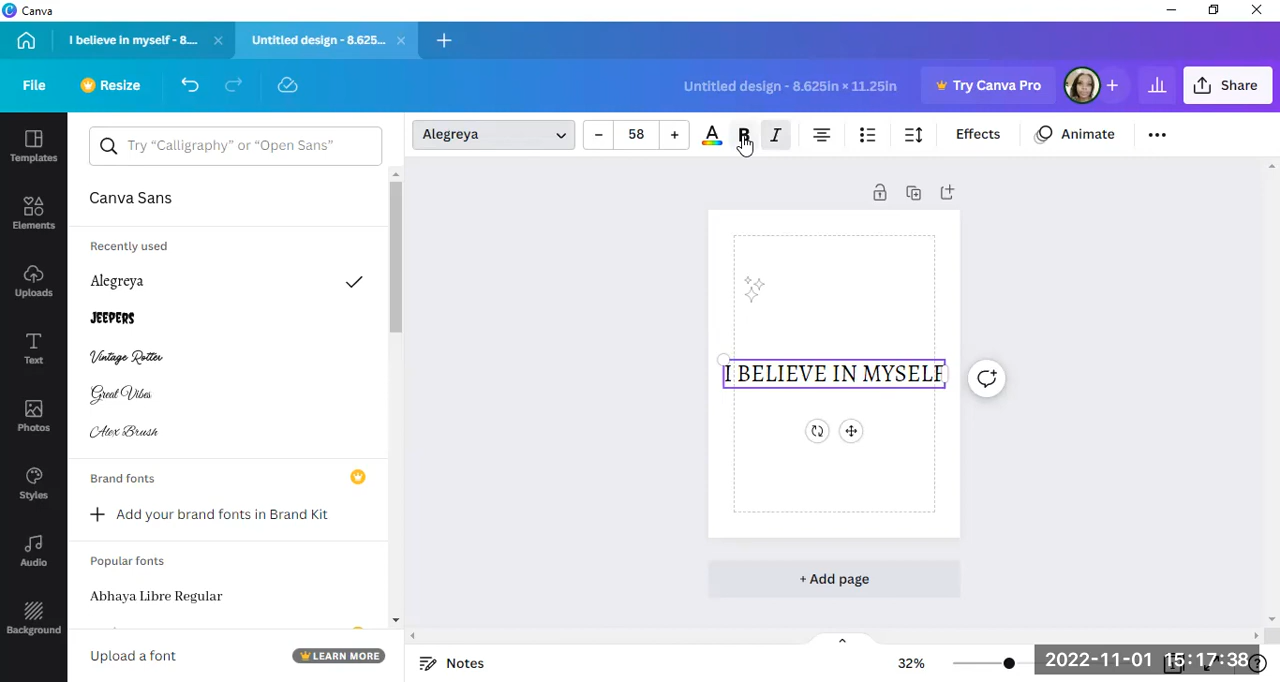 Canva
I believe in myself - 8....
Untitled design - 8.625...
File
Resize
Untitled design - 8.625in × 11.25in
Try Canva Pro
Share
Alegreya
58
A
B
I
Effects
Animate
Templates
Elements
Uploads
Text
Photos
Styles
Audio
Background
Try “Calligraphy” or “Open Sans”
Canva Sans
Recently used
Alegreya
JEEPERS
Vintage Rotter
Great Vibes
Alex Brush
Brand fonts
Add your brand fonts in Brand Kit
Popular fonts
Abhaya Libre Regular
Upload a font
LEARN MORE
I BELIEVE IN MYSELF
+ Add page
Notes
32%
2022-11-01 15:17:38